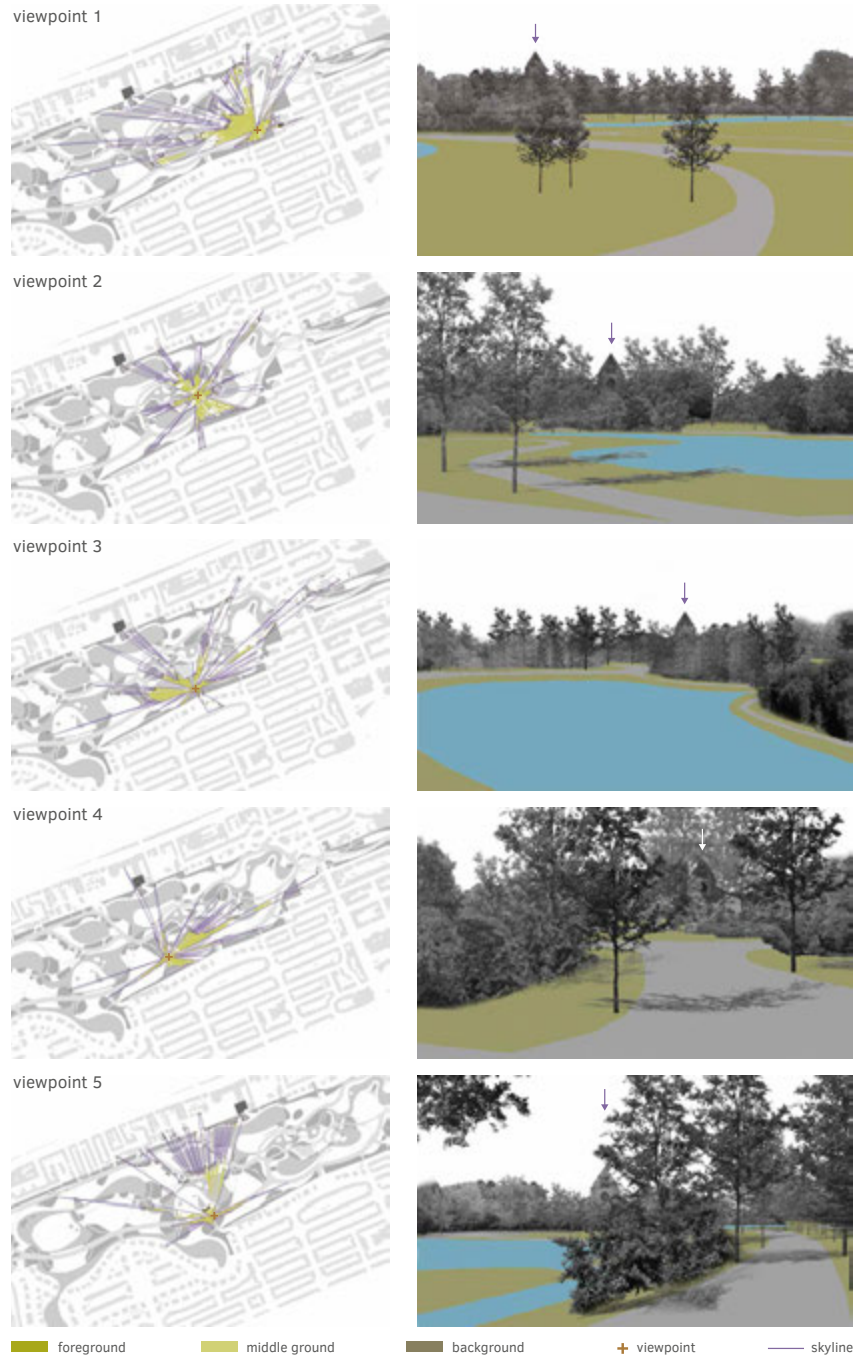 viewpoint 1
viewpoint 2
viewpoint 3
viewpoint 4
viewpoint 5
foreground middle ground background viewpoint skyline